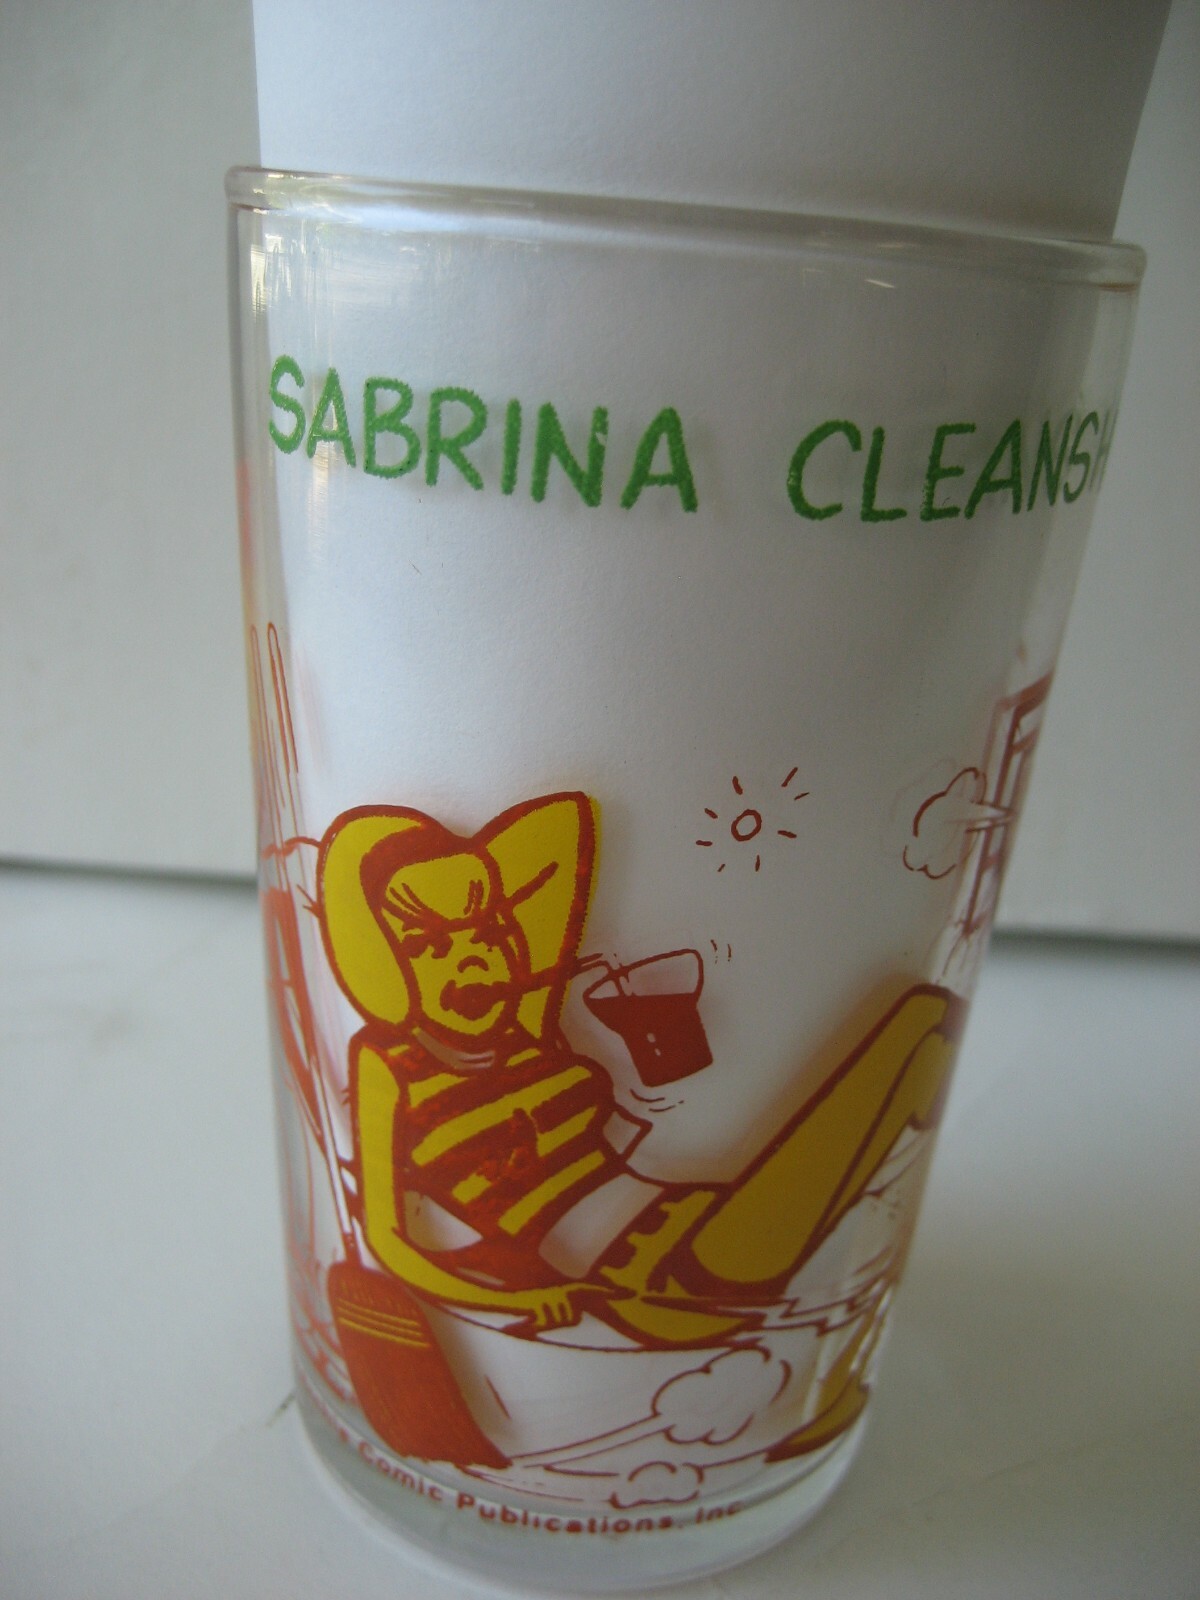 SABRINA CLEANSH
Comic Publications, Inc.